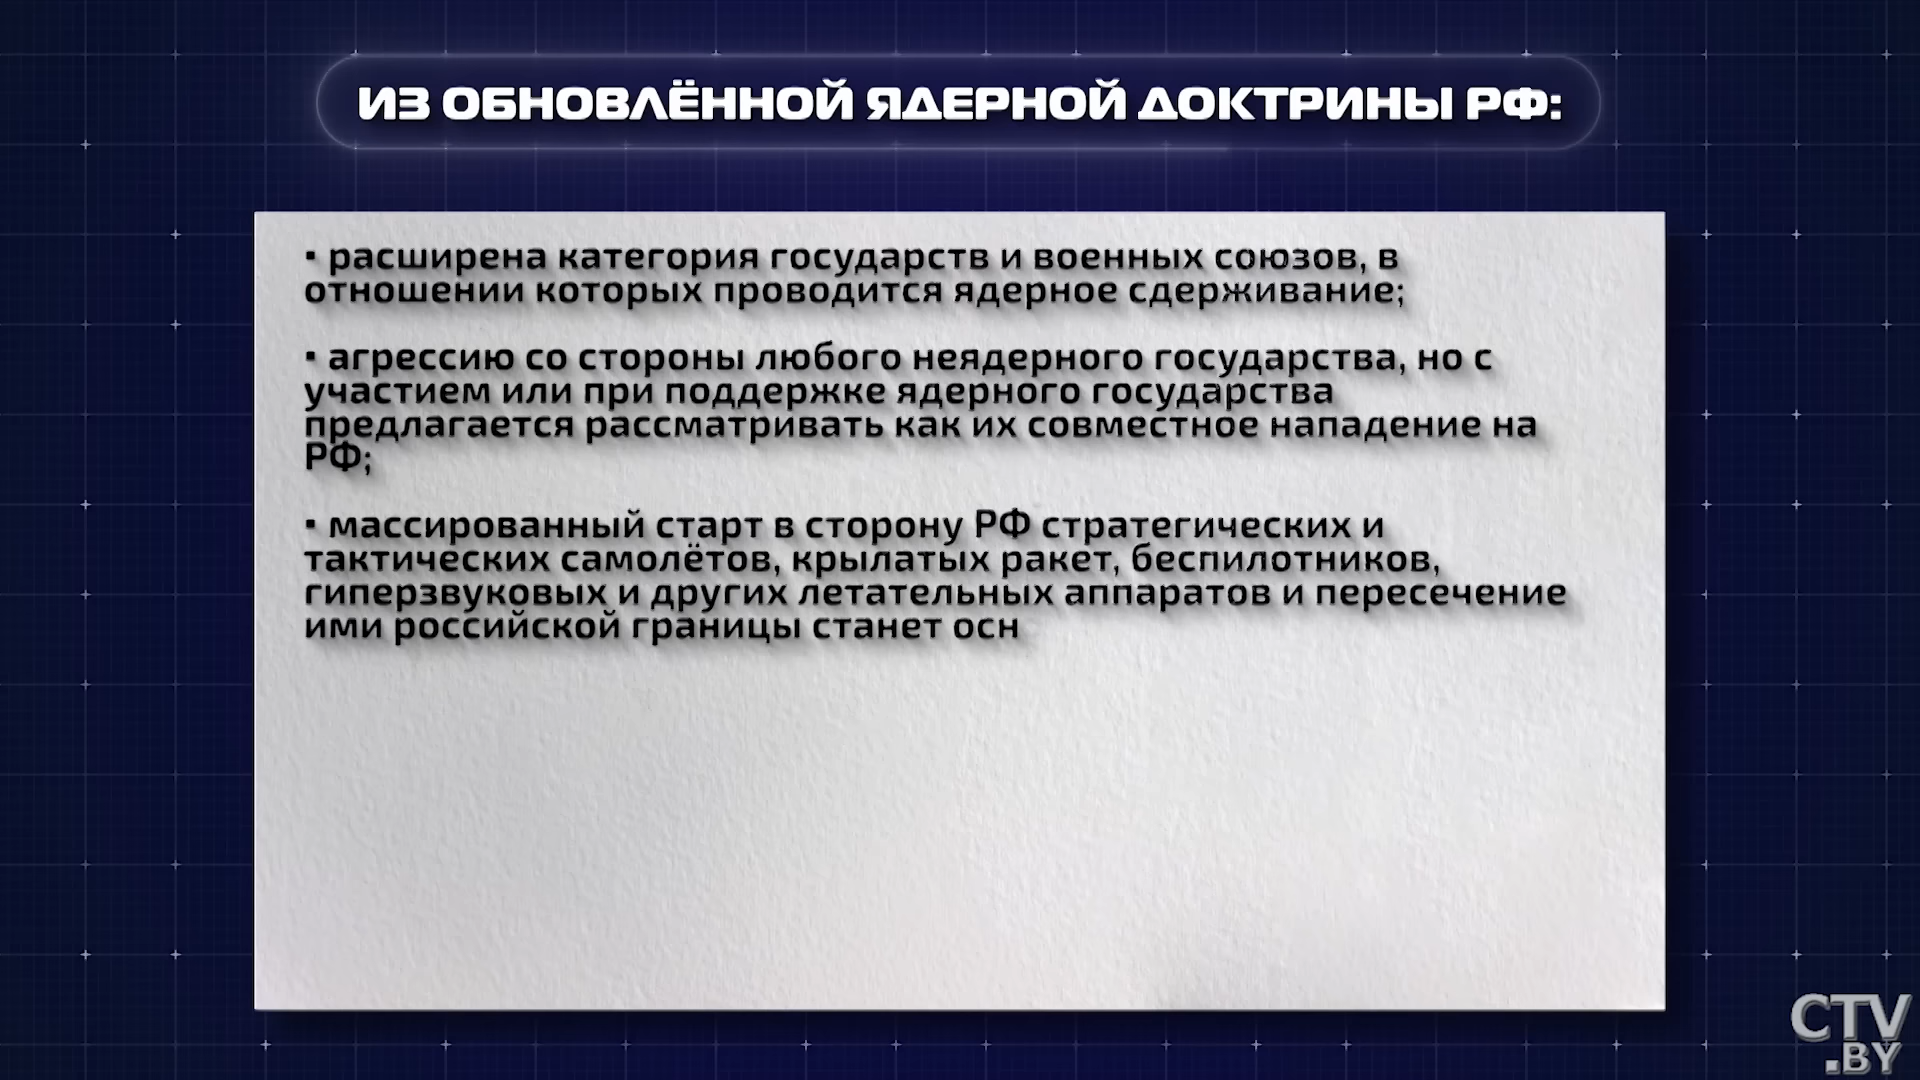 ИЗ ОБНОВЛЁННОЙ ЯДЕРНОЙ ДОКТРИНЫ РФ:
▪ расширена категория государств и военных союзов, в
отношении которых проводится ядерное сдерживание;
▪ агрессию со стороны любого неядерного государства, но с
участием или при поддержке ядерного государства
предлагается рассматривать как их совместное нападение на
РФ;
▪ массированный старт в сторону РФ стратегических и
тактических самолётов, крылатых ракет, беспилотников,
гиперзвуковых и других летательных аппаратов и пересечение
ими российской границы станет осн
CTV
.BY